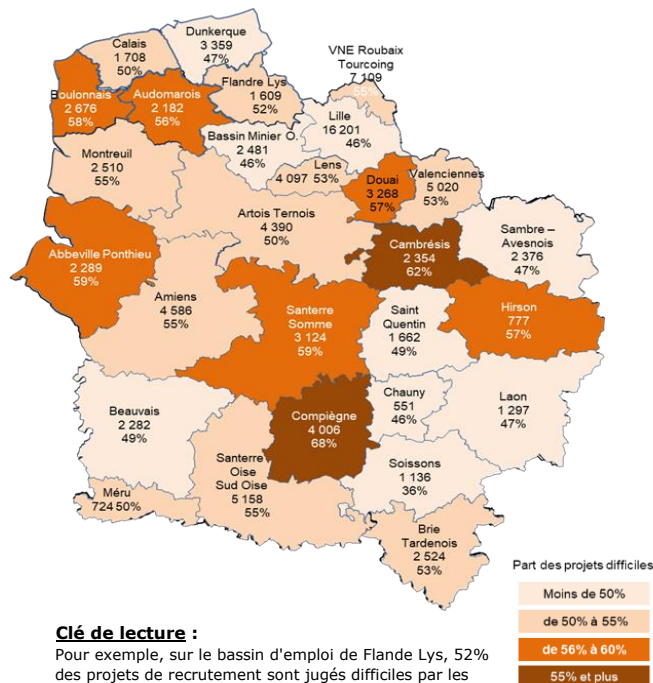 Dunkerque
3 359
47%
Calais
1 708
50%
VNE Roubaix
Tourcoing
7 109
55%
Flandre Lys
1 609
52%
Boulonnais
2 676
58%
Audomarois
2 182
56%
Lille
16 201
46%
Bassin Minier O.
2 481
46%
Montreuil
2 510
55%
Lens
4 097 53%
Douai
3 268
57%
Valenciennes
5 020
53%
Artois Ternois
4 390
50%
Cambrésis
2 354
62%
Sambre –
Avesnois
2 376
47%
Abbeville Ponthieu
2 289
59%
Amiens
4 586
55%
Santerre
Somme
3 124
59%
Saint
Quentin
1 662
49%
Hirson
777
57%
Beauvais
2 282
49%
Compiègne
4 006
68%
Chauny
551
46%
Laon
1 297
47%
Santerre
Oise
Sud Oise
5 158
55%
Soissons
1 136
36%
Méru
724 50%
Brie
Tardenois
2 524
53%
Part des projets difficiles
Moins de 50%
de 50% à 55%
de 56% à 60%
55% et plus
Clé de lecture :
Pour exemple, sur le bassin d'emploi de Flande Lys, 52%
des projets de recrutement sont jugés difficiles par les